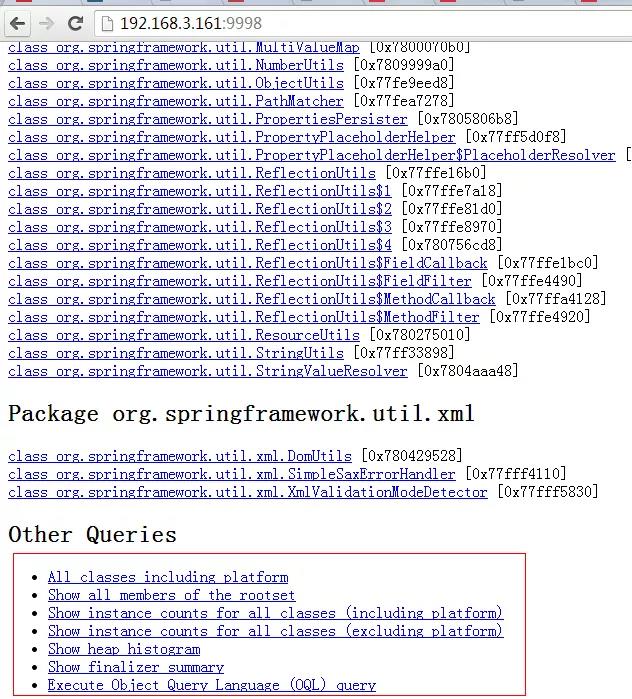 192.168.3.161:9998
class org.springframework.util.MultiValueMap [0x7800070b0]
class org.springframework.util.NumberUtils [0x7809999a0]
class org.springframework.util.ObjectUtils [0x77fe9eed8]
class org.springframework.util.PathMatcher [0x77fea7278]
class org.springframework.util.PropertiesPersister [0x7805806b8]
class org.springframework.util.PropertyPlaceholderHelper [0x77ff5d0f8]
class org.springframework.util.PropertyPlaceholderHelper$PlaceholderResolver [
class org.springframework.util.ReflectionUtils [0x77ffe16b0]
class org.springframework.util.ReflectionUtils$1 [0x77ffe7a18]
class org.springframework.util.ReflectionUtils$2 [0x77ffe81d0]
class org.springframework.util.ReflectionUtils$3 [0x77ffe8970]
class org.springframework.util.ReflectionUtils$4 [0x780756cd8]
class org.springframework.util.ReflectionUtils$FieldCallback [0x77ffe1bc0]
class org.springframework.util.ReflectionUtils$FieldFilter [0x77ffe4490]
class org.springframework.util.ReflectionUtils$MethodCallback [0x77ffa4128]
class org.springframework.util.ReflectionUtils$MethodFilter [0x77ffe4920]
class org.springframework.util.ResourceUtils [0x780275010]
class org.springframework.util.StringUtils [0x77ff33898]
class org.springframework.util.StringValueResolver [0x7804aaa48]
Package org.springframework.util.xml
class org.springframework.util.xml.DomUtils [0x780429528]
class org.springframework.util.xml.SimpleSaxErrorHandler [0x77fff4110]
class org.springframework.util.xml.XmlValidationModeDetector [0x77fff5830]
Other Queries
All classes including platform
Show all members of the rootset
Show instance counts for all classes (including platform)
Show instance counts for all classes (excluding platform)
Show heap histogram
Show finalizer summary
Execute Object Query Language (OQL) query